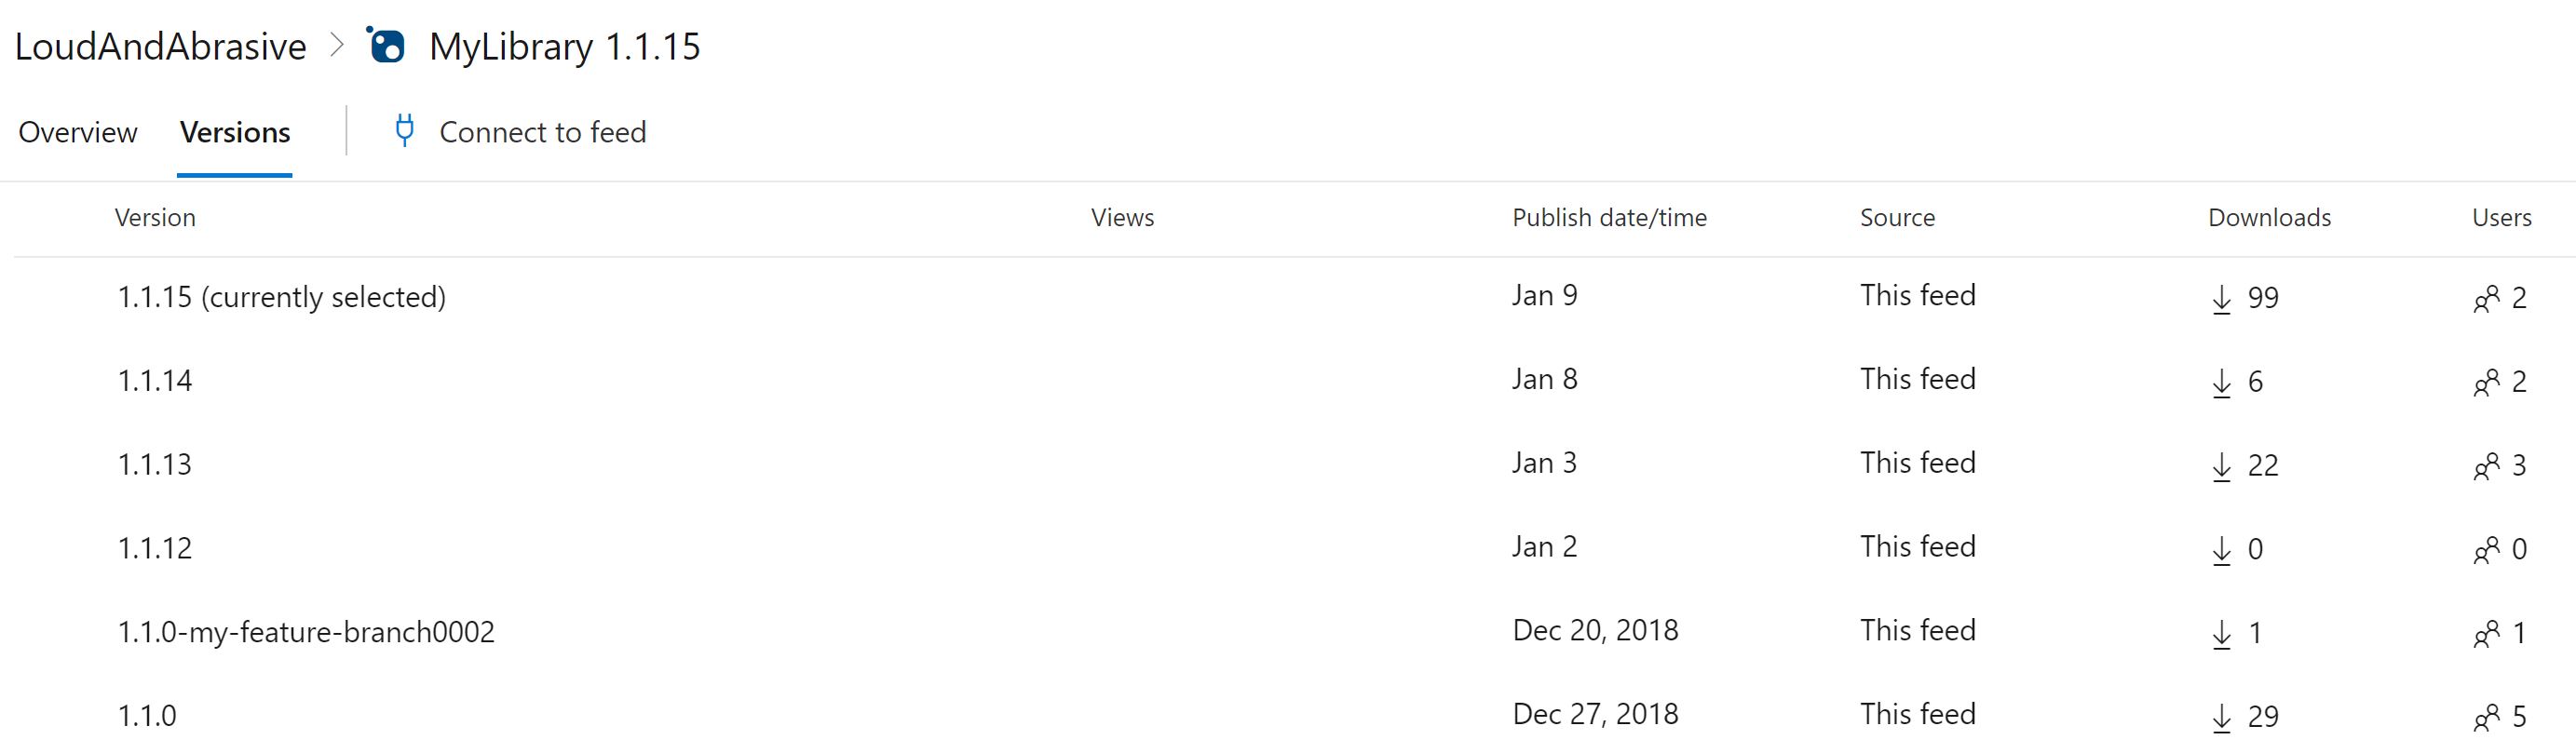 LoudAndAbrasive > MyLibrary 1.1.15
Overview Versions Connect to feed
Version Views Publish date/time Source Downloads Users
1.1.15 (currently selected) Jan 9 This feed 99 2
1.1.14 Jan 8 This feed 6 2
1.1.13 Jan 3 This feed 22 3
1.1.12 Jan 2 This feed 0 0
1.1.0-my-feature-branch0002 Dec 20, 2018 This feed 1 1
1.1.0 Dec 27, 2018 This feed 29 5